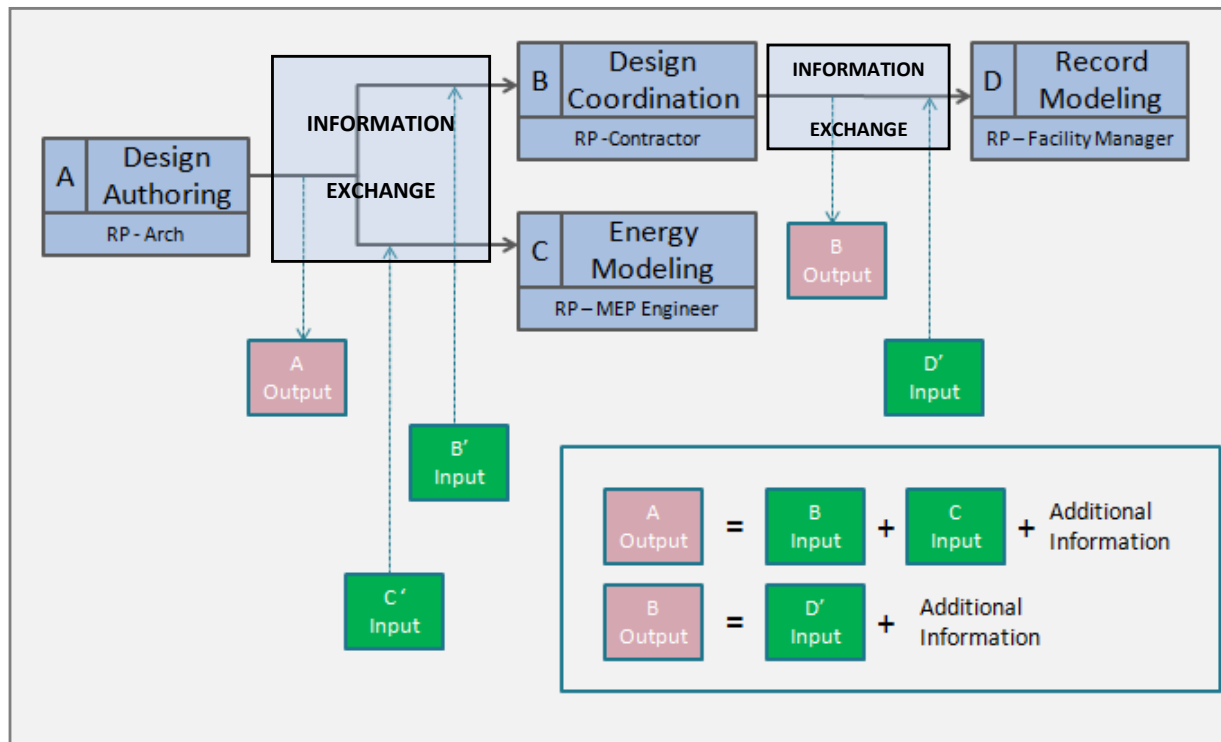 A
Design
Authoring
RP - Arch
INFORMATION
EXCHANGE
B
Design
Coordination
RP -Contractor
C
Energy
Modeling
RP – MEP Engineer
INFORMATION
EXCHANGE
D
Record
Modeling
RP – Facility Manager
A
Output
B'
Input
C '
Input
B
Output
D'
Input
A
Output
=
B
Input
+
C
Input
+
Additional
Information
B
Output
=
D'
Input
+
Additional
Information